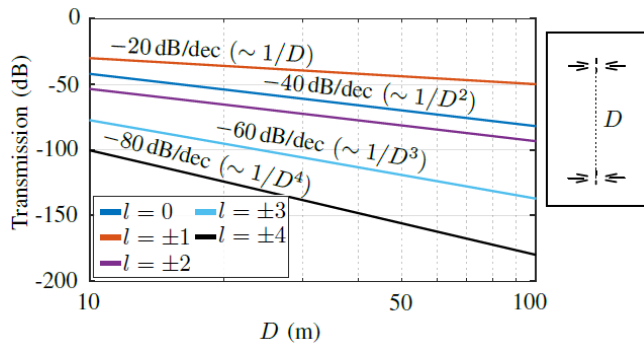 0
-50
-100
-150
-200
Transmission (dB)
−20 dB/dec (∼ 1/D)
−40 dB/dec (∼ 1/D²)
−60 dB/dec (∼ 1/D³)
−80 dB/dec (∼ 1/D⁴)
l = 0
l = ±1
l = ±2
l = ±3
l = ±4
10
50
100
D (m)
D